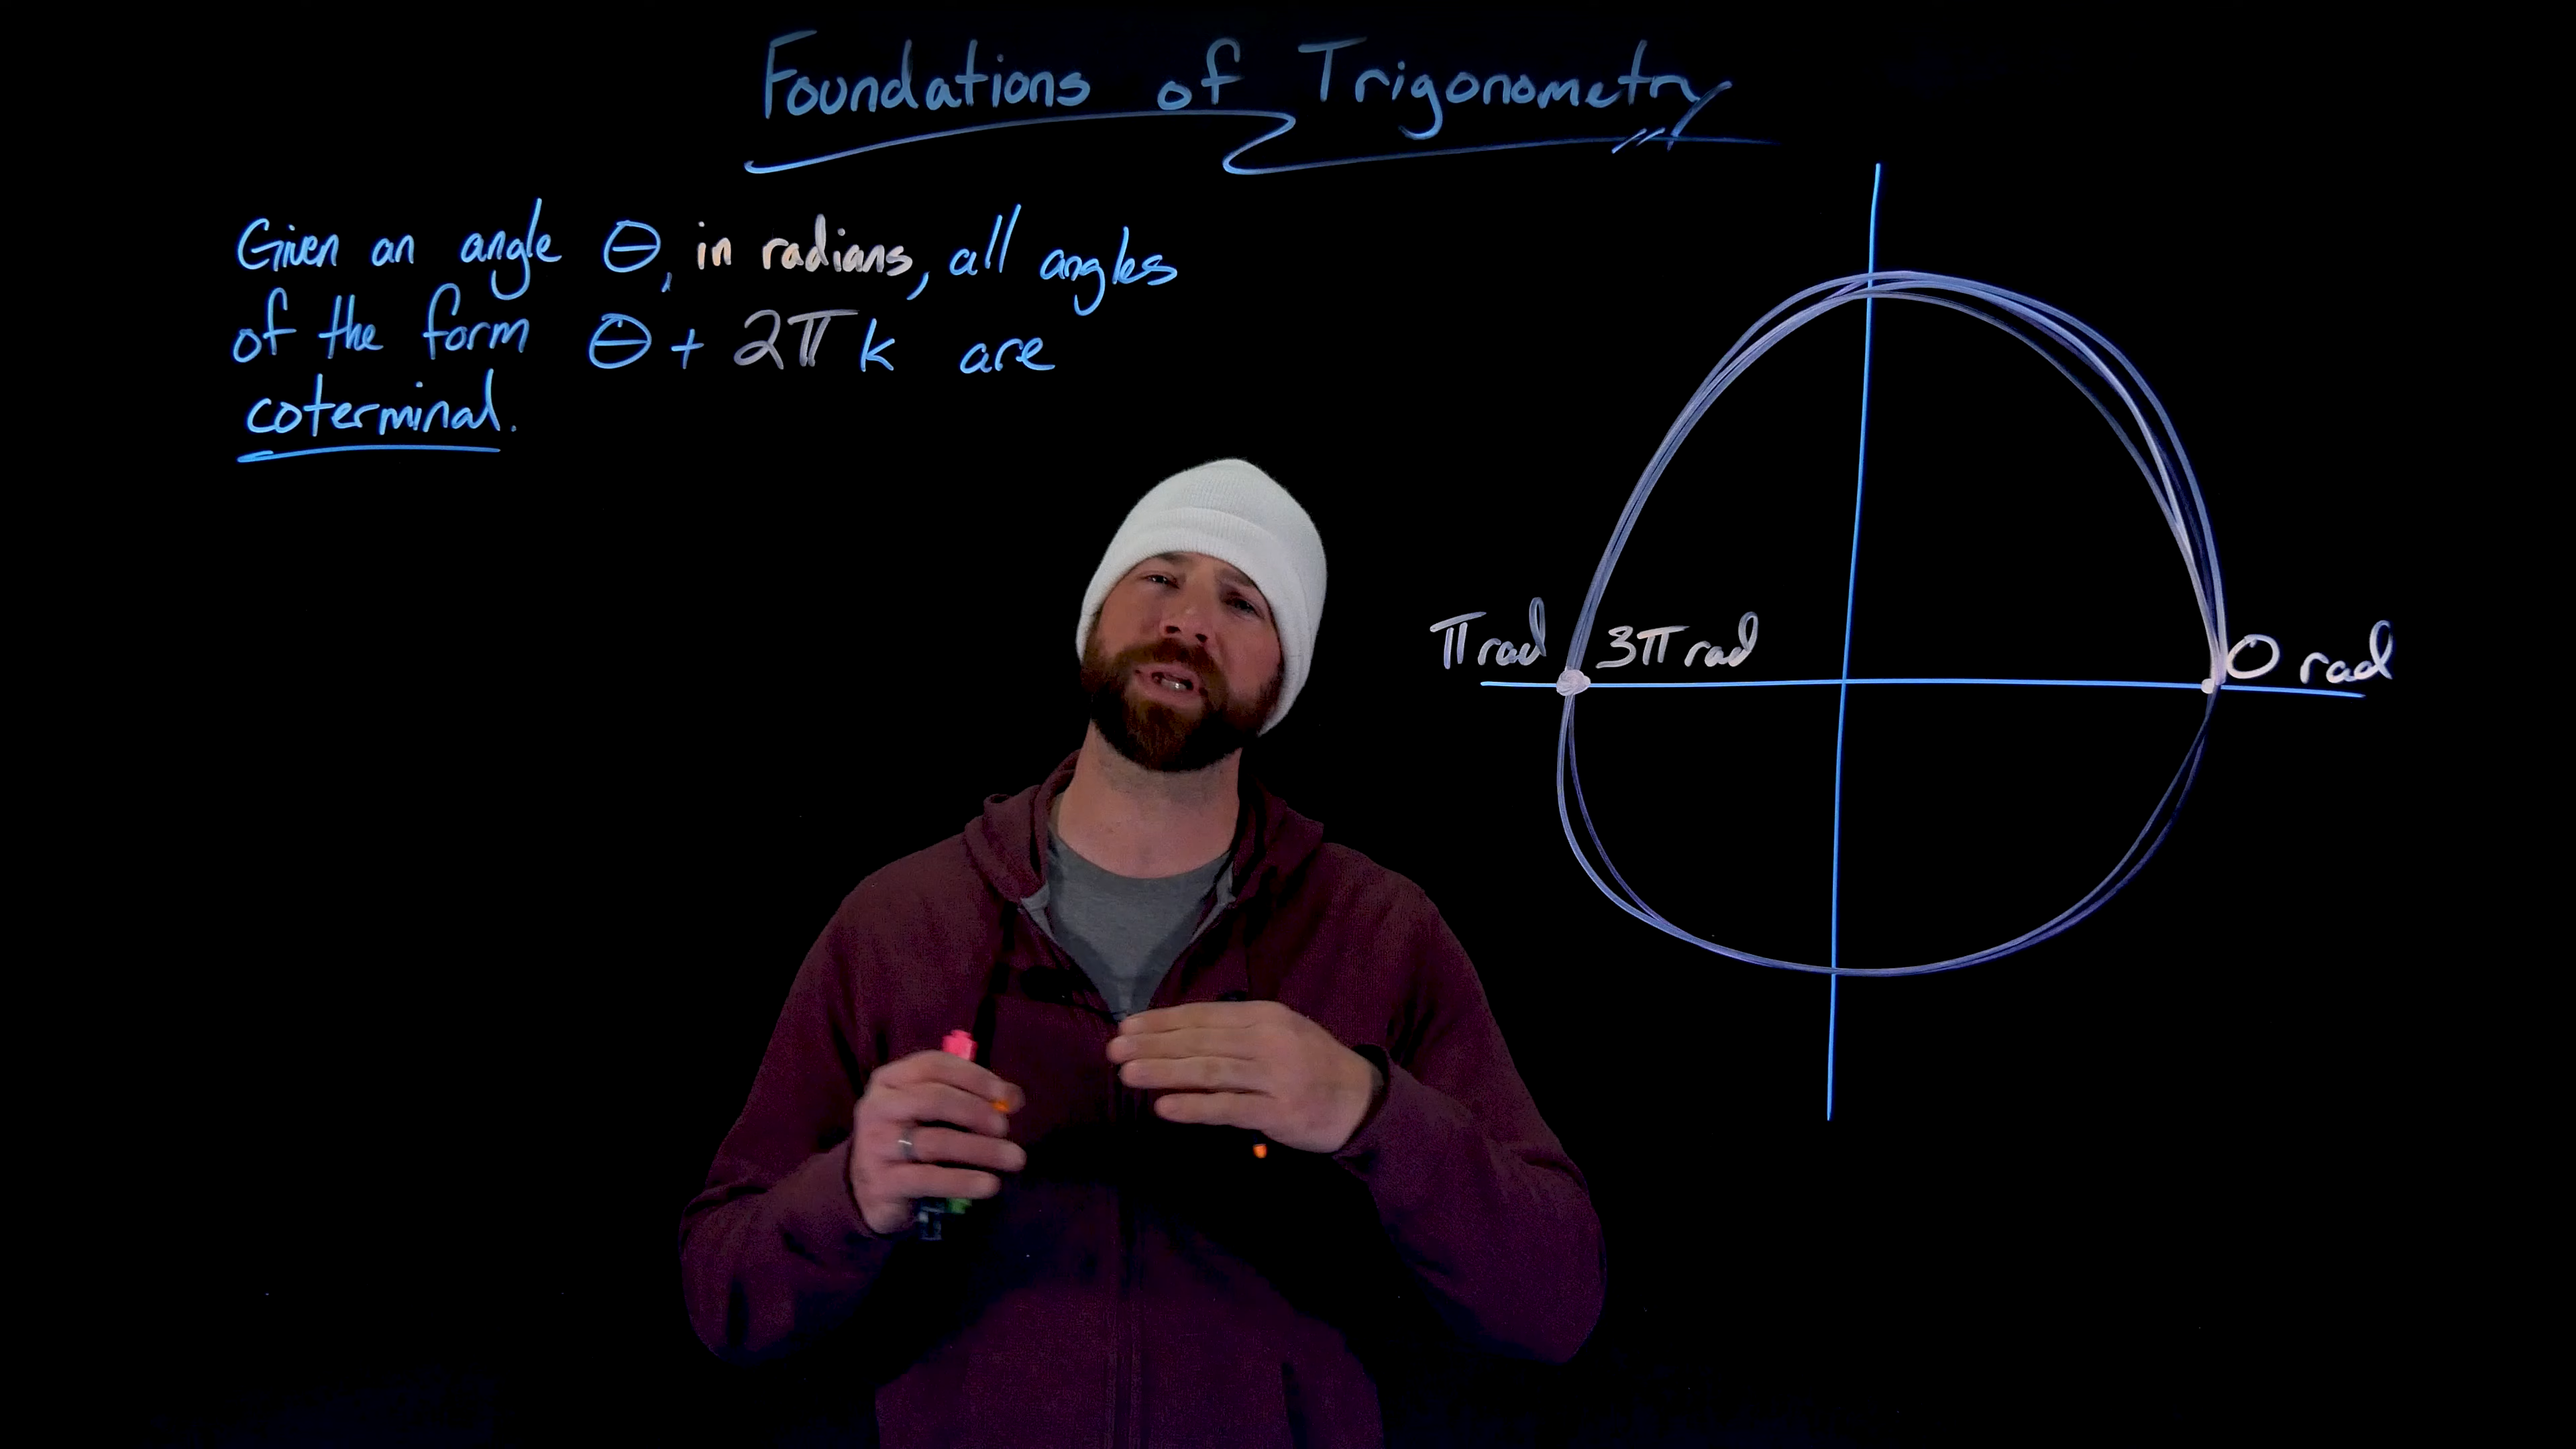 Foundations of Trigonometry
Given an angle θ, in radians, all angles
of the form θ + 2πk are
coterminal.
π rad
3π rad
0 rad